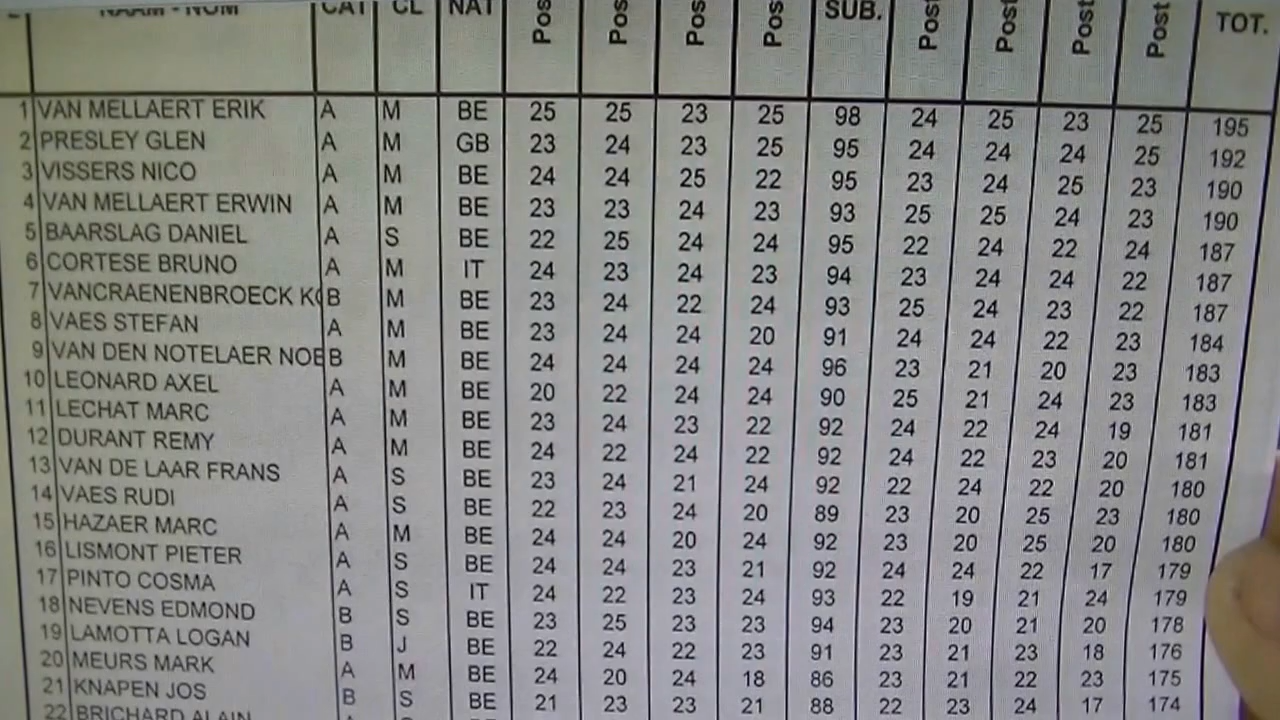 NAAM - NOM CAT CL NAT Pos Pos Pos Pos SUB. Post Post Post Post TOT.
1 VAN MELLAERT ERIK A M BE 25 25 23 25 98 24 25 23 25 195
2 PRESLEY GLEN A M GB 23 24 23 25 95 24 24 24 25 192
3 VISSERS NICO A M BE 24 24 25 22 95 23 24 25 23 190
4 VAN MELLAERT ERWIN A M BE 23 23 24 23 93 25 25 24 23 190
5 BAARSLAG DANIEL A S BE 22 25 24 24 95 22 24 22 24 187
6 CORTESE BRUNO A M IT 24 23 24 23 94 23 24 24 22 187
7 VANCRAENENBROECK KO B M BE 23 24 22 24 93 25 24 23 22 187
8 VAES STEFAN A M BE 23 24 24 20 91 24 24 22 23 184
9 VAN DEN NOTELAER NOE B M BE 24 24 24 24 96 23 21 20 23 183
10 LEONARD AXEL A M BE 20 22 24 24 90 25 21 24 23 183
11 LECHAT MARC A M BE 23 24 23 22 92 24 22 24 19 181
12 DURANT REMY A M BE 24 22 24 22 92 24 22 23 20 181
13 VAN DE LAAR FRANS A S BE 23 24 21 24 92 22 24 22 20 180
14 VAES RUDI A S BE 22 23 24 20 89 23 20 25 23 180
15 HAZAER MARC A M BE 24 24 20 24 92 23 20 25 20 180
16 LISMONT PIETER A S BE 24 24 23 21 92 24 24 22 17 179
17 PINTO COSMA A S IT 24 22 23 24 93 22 19 21 24 179
18 NEVENS EDMOND B S BE 23 25 23 23 94 23 20 21 20 178
19 LAMOTTA LOGAN B J BE 22 24 22 23 91 23 21 23 18 176
20 MEURS MARK A M BE 24 20 24 18 86 23 21 22 23 175
21 KNAPEN JOS B S BE 21 23 23 21 88 22 23 24 17 174
22 BRICHARD ALAIN